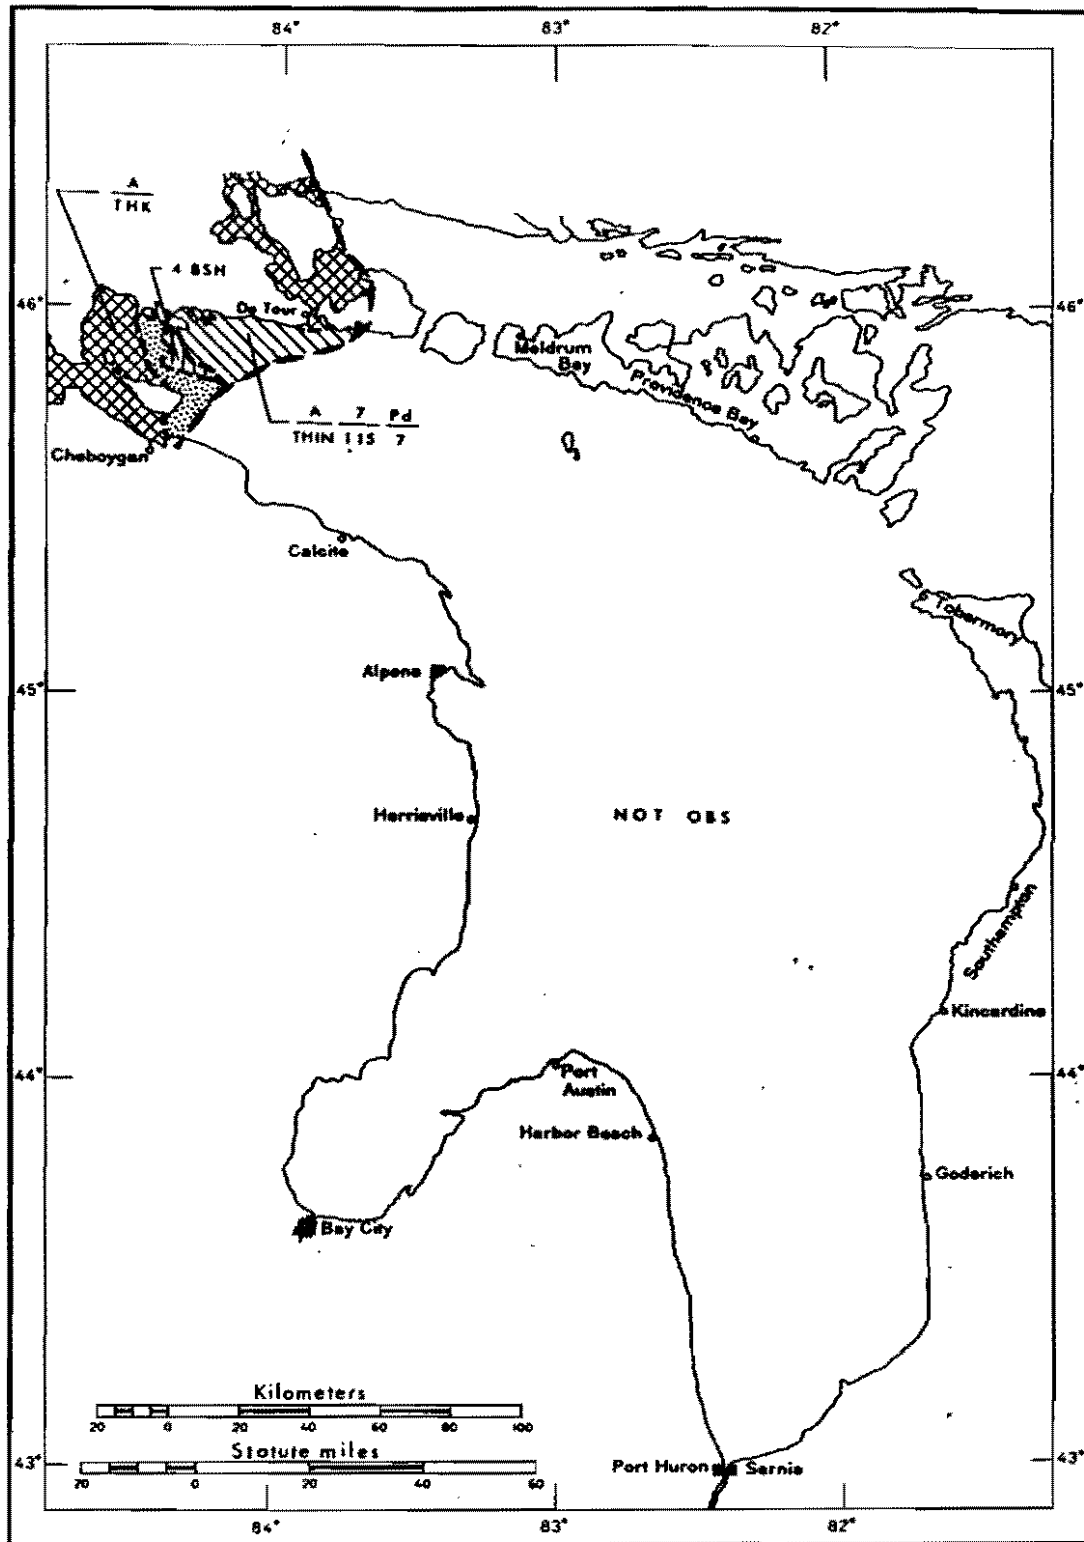 84° 83° 82°
A
THK
4 BSH
De Tour
46° 46°
Meldrum
Bay
Providence Bay
A 7 Pd
THIN 115 7
Cheboygan
Calcite
Tobermory
Alpena
45° 45°
Harrisville
NOT OBS
Southampton
Kincardine
44° 44°
Port
Austin
Harbor Beach
Goderich
Bay City
Kilometers
20 0 20 40 60 80 100
Statute miles
20 0 20 40 60
43° 43°
Port Huron Sarnia
84° 83° 82°